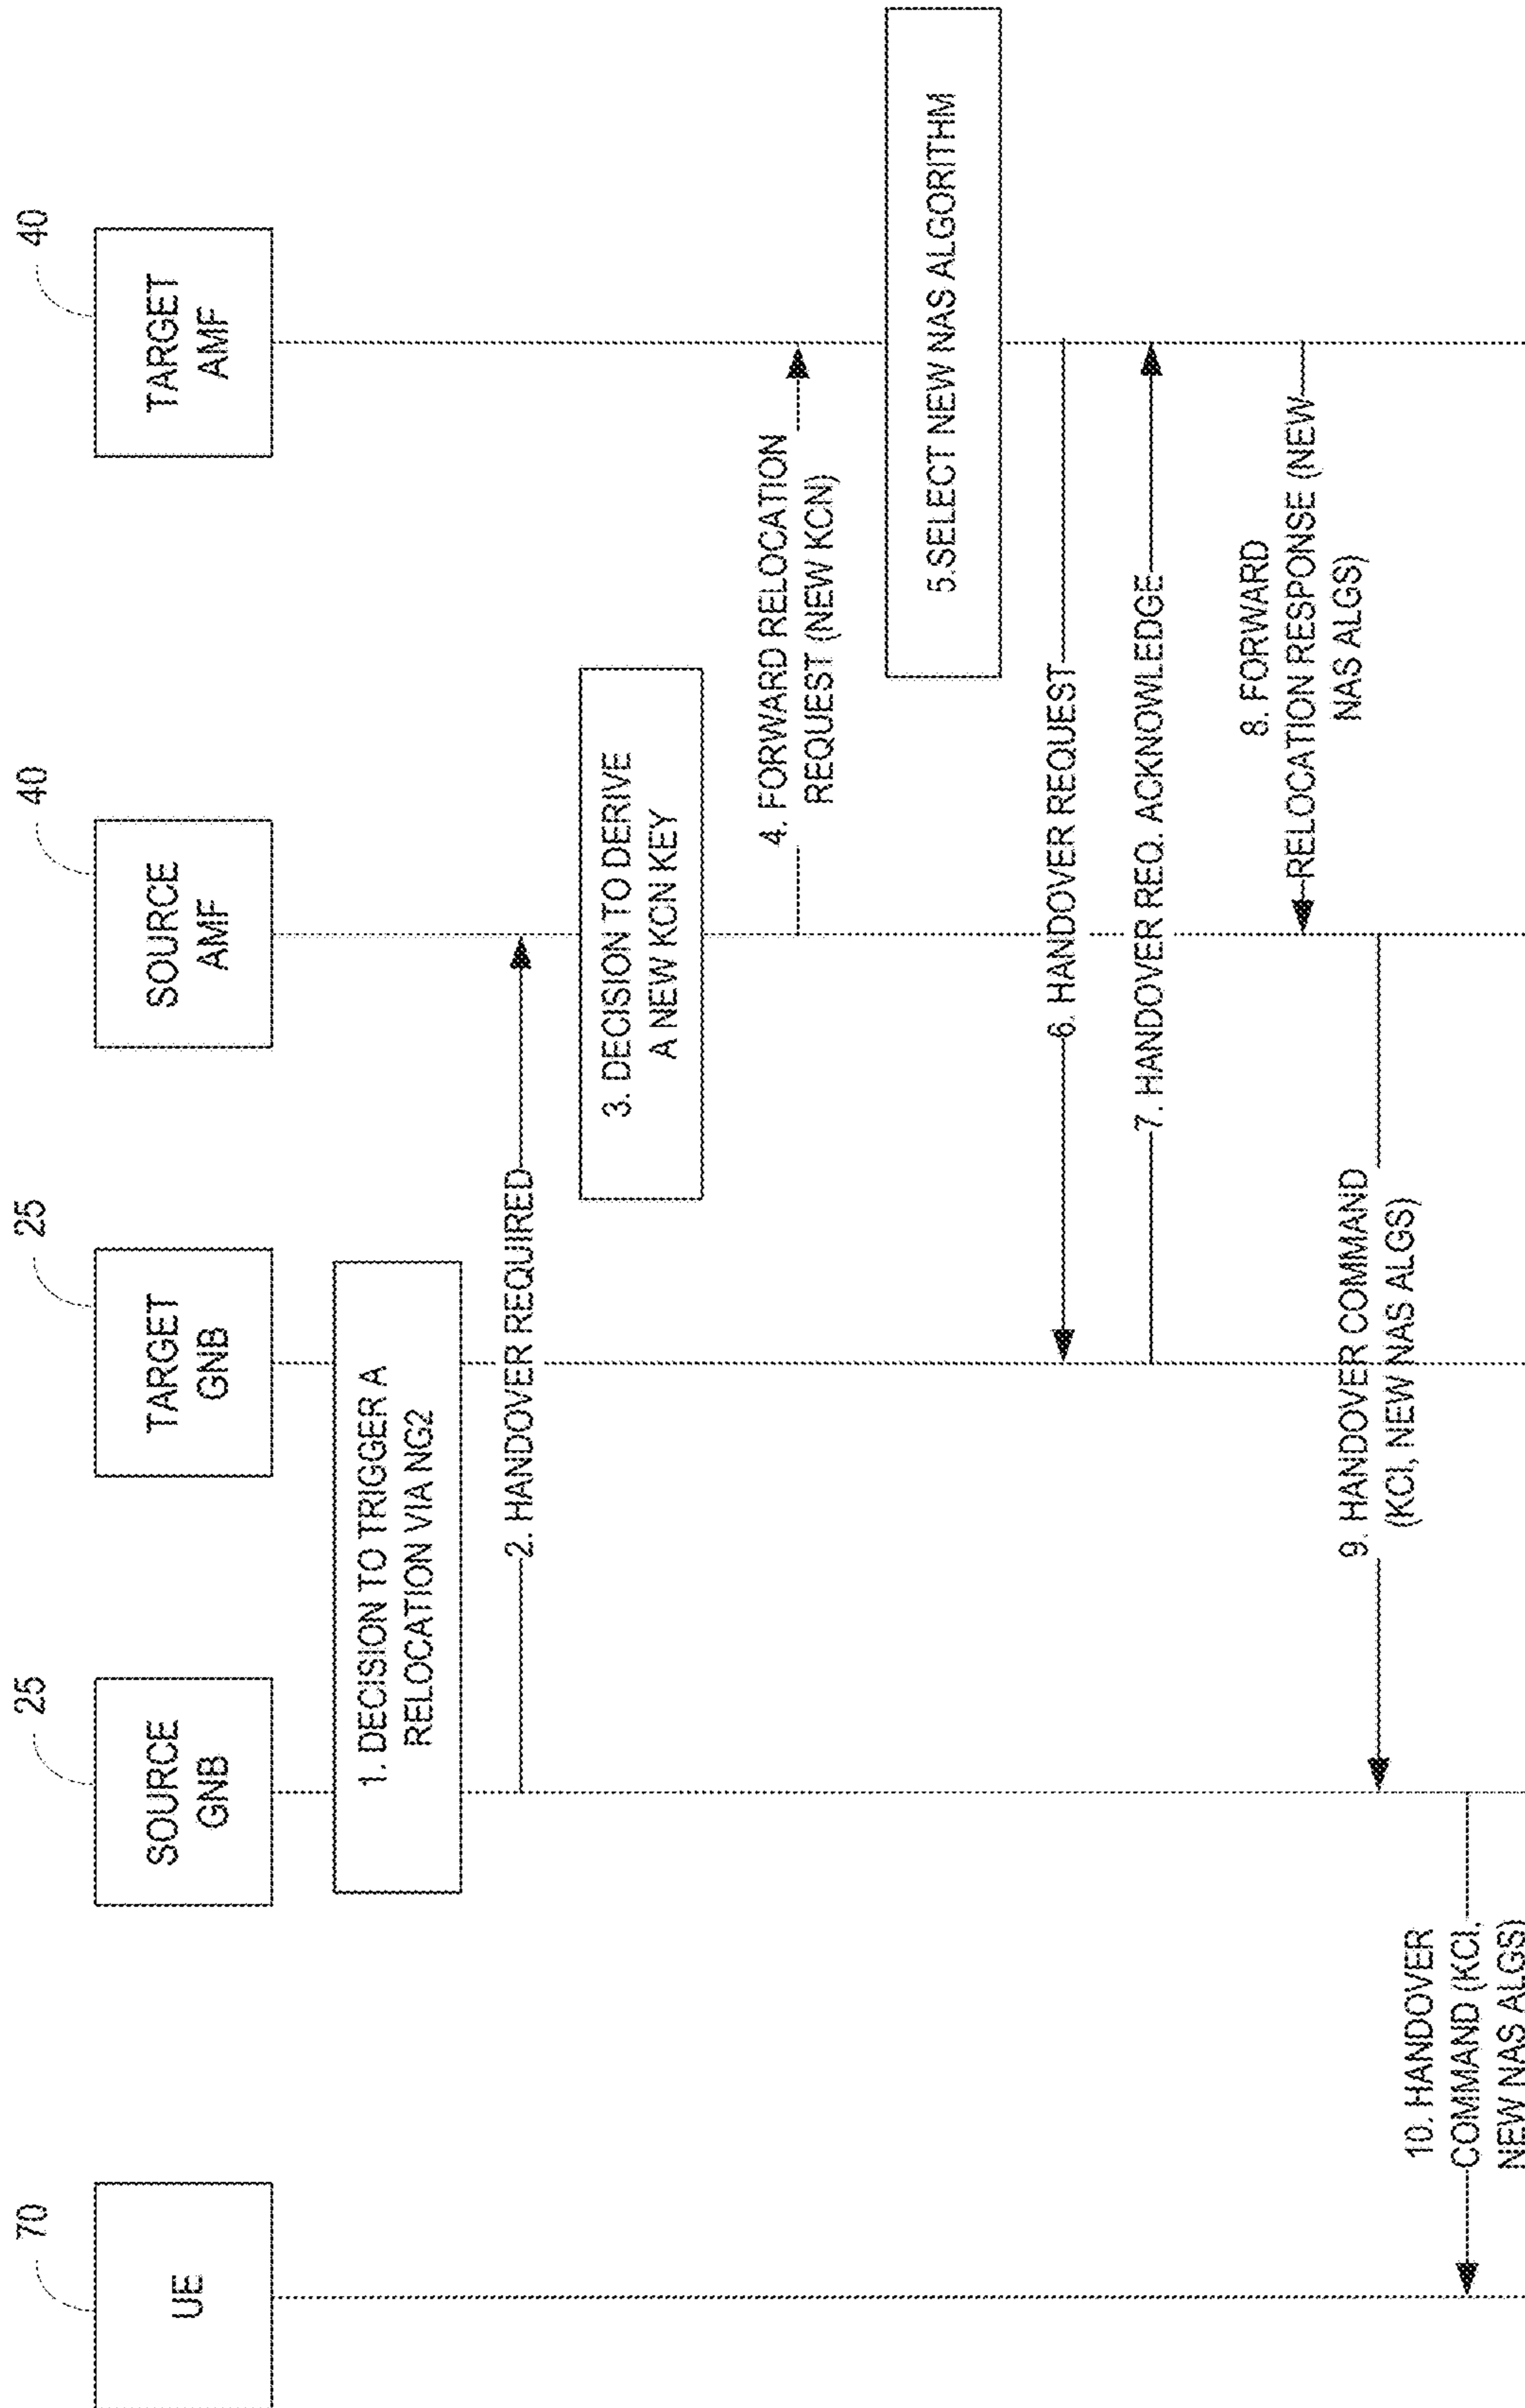 70
25
25
40
40
UE
SOURCE
GNB
TARGET
GNB
SOURCE
AMF
TARGET
AMF
1. DECISION TO TRIGGER A
RELOCATION VIA NG2
2. HANDOVER REQUIRED
3. DECISION TO DERIVE
A NEW KCN KEY
4. FORWARD RELOCATION
REQUEST (NEW KCN)
5.SELECT NEW NAS ALGORITHM
6. HANDOVER REQUEST
7. HANDOVER REQ. ACKNOWLEDGE
8. FORWARD
RELOCATION RESPONSE (NEW
NAS ALGS)
9. HANDOVER COMMAND
(KCI, NEW NAS ALGS)
10. HANDOVER
COMMAND (KCI,
NEW NAS ALGS)